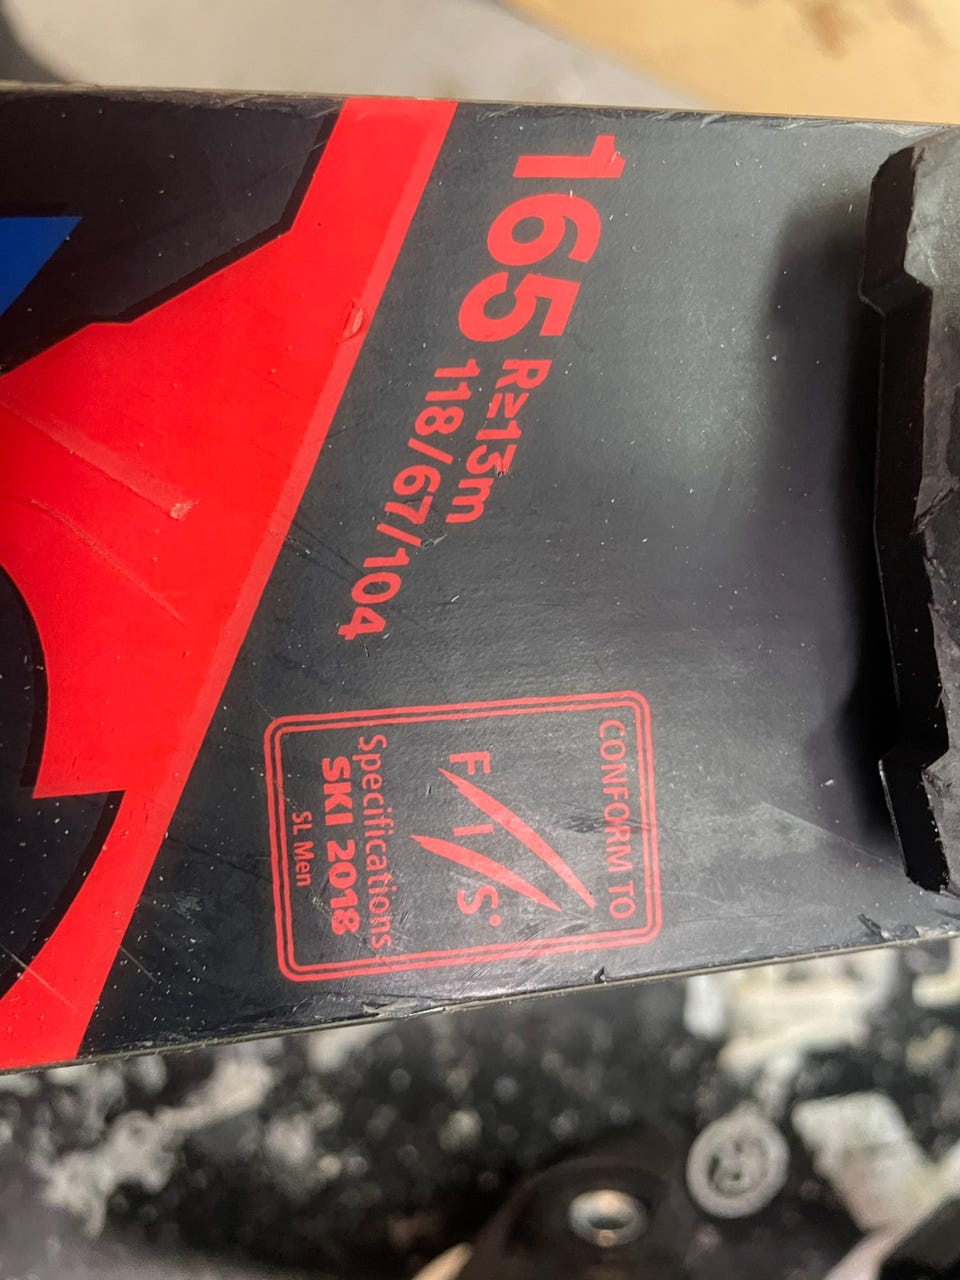 165 R≥13m
118/67/104
CONFORM TO
FIS
Specifications
SKI 2018
SL Men